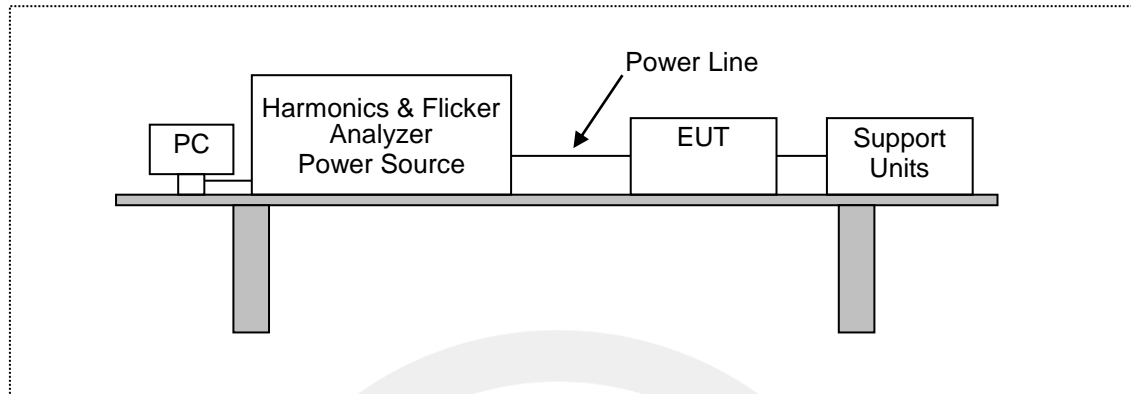 Power Line
PC
Harmonics & Flicker
Analyzer
Power Source
EUT
Support
Units